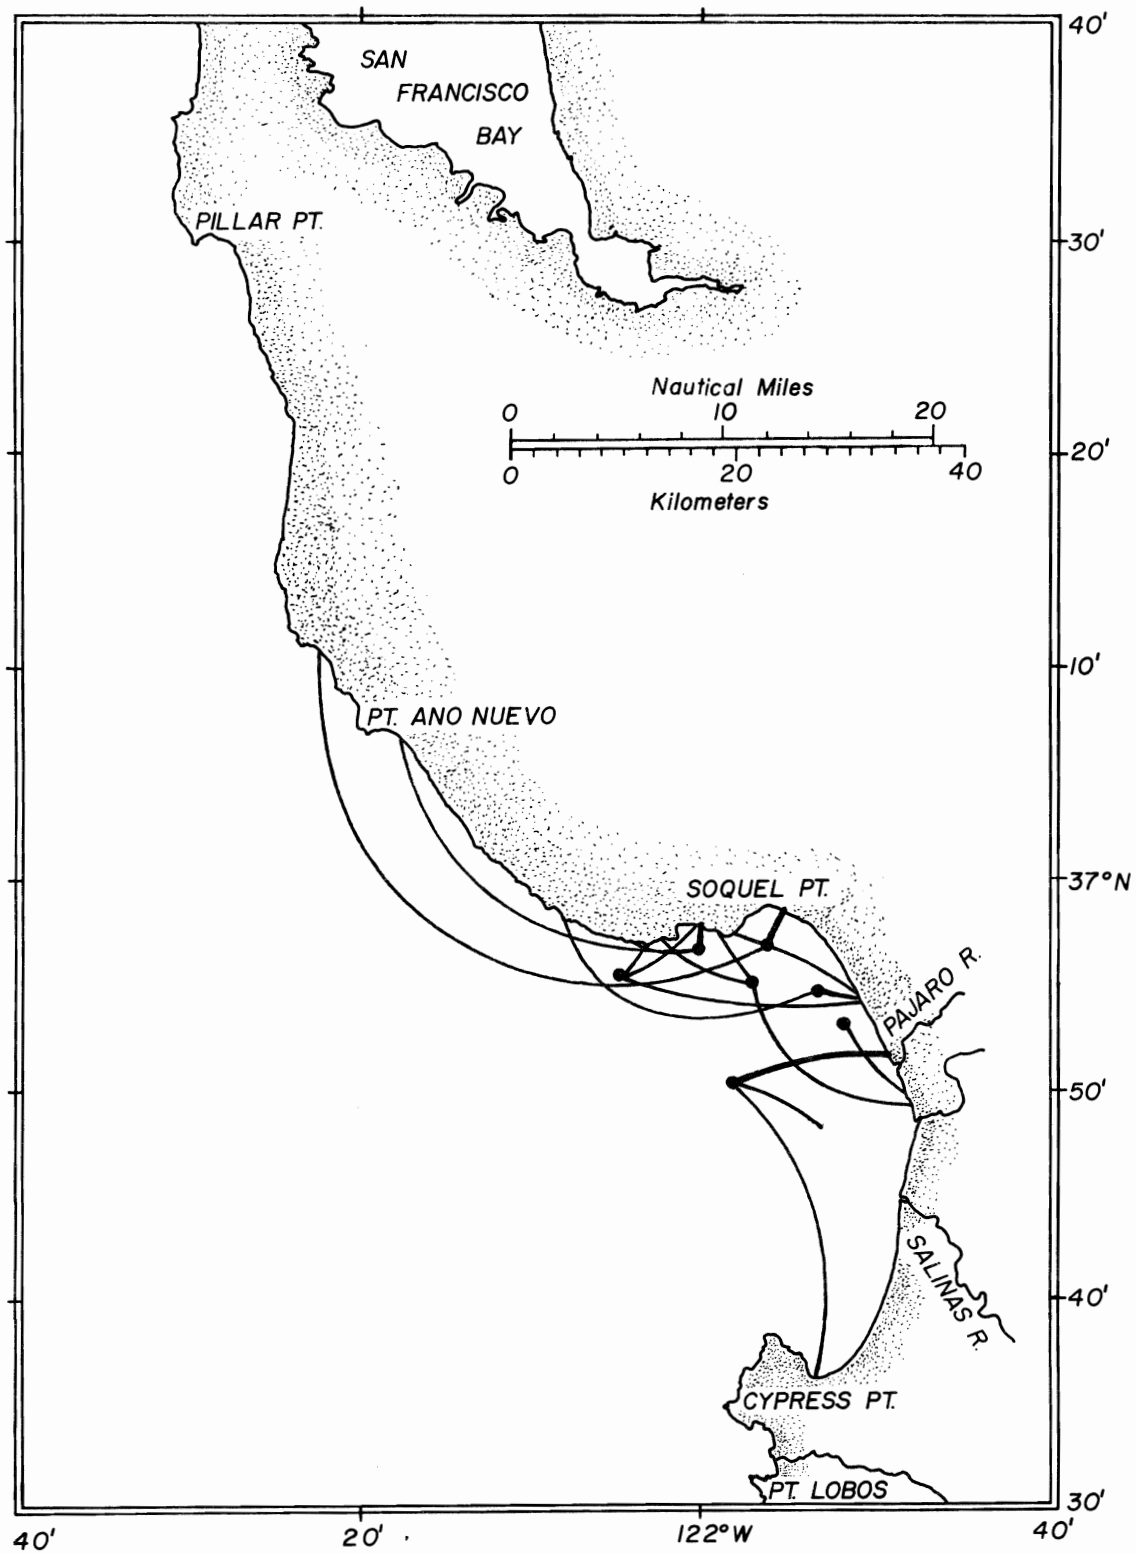 40'
SAN
FRANCISCO
BAY
PILLAR PT.
30'
Nautical Miles
0 10 20
20'
0 20 40
Kilometers
10'
PT. ANO NUEVO
37°N
SOQUEL PT.
PAJARO R.
50'
SALINAS R.
40'
CYPRESS PT.
PT. LOBOS
30'
40' 20' 122°W 40'